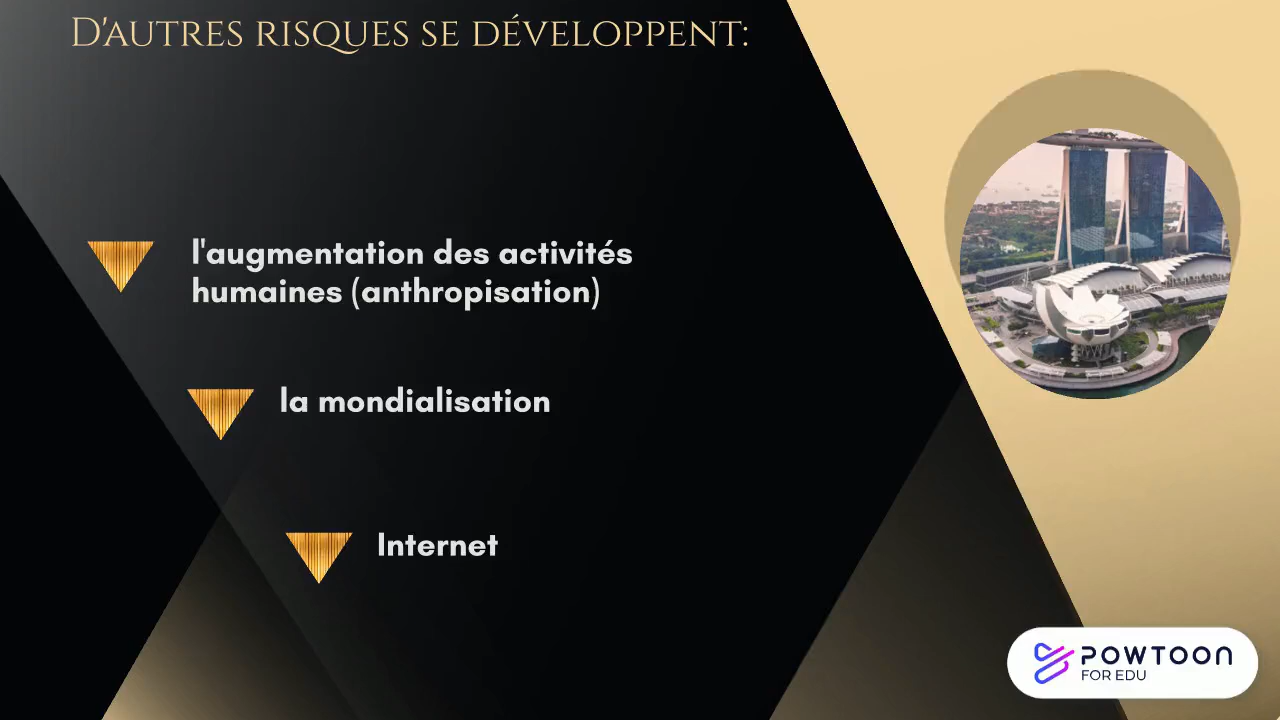 D'AUTRES RISQUES SE DÉVELOPPENT:
l'augmentation des activités
humaines (anthropisation)
la mondialisation
Internet
POWTOON
FOR EDU